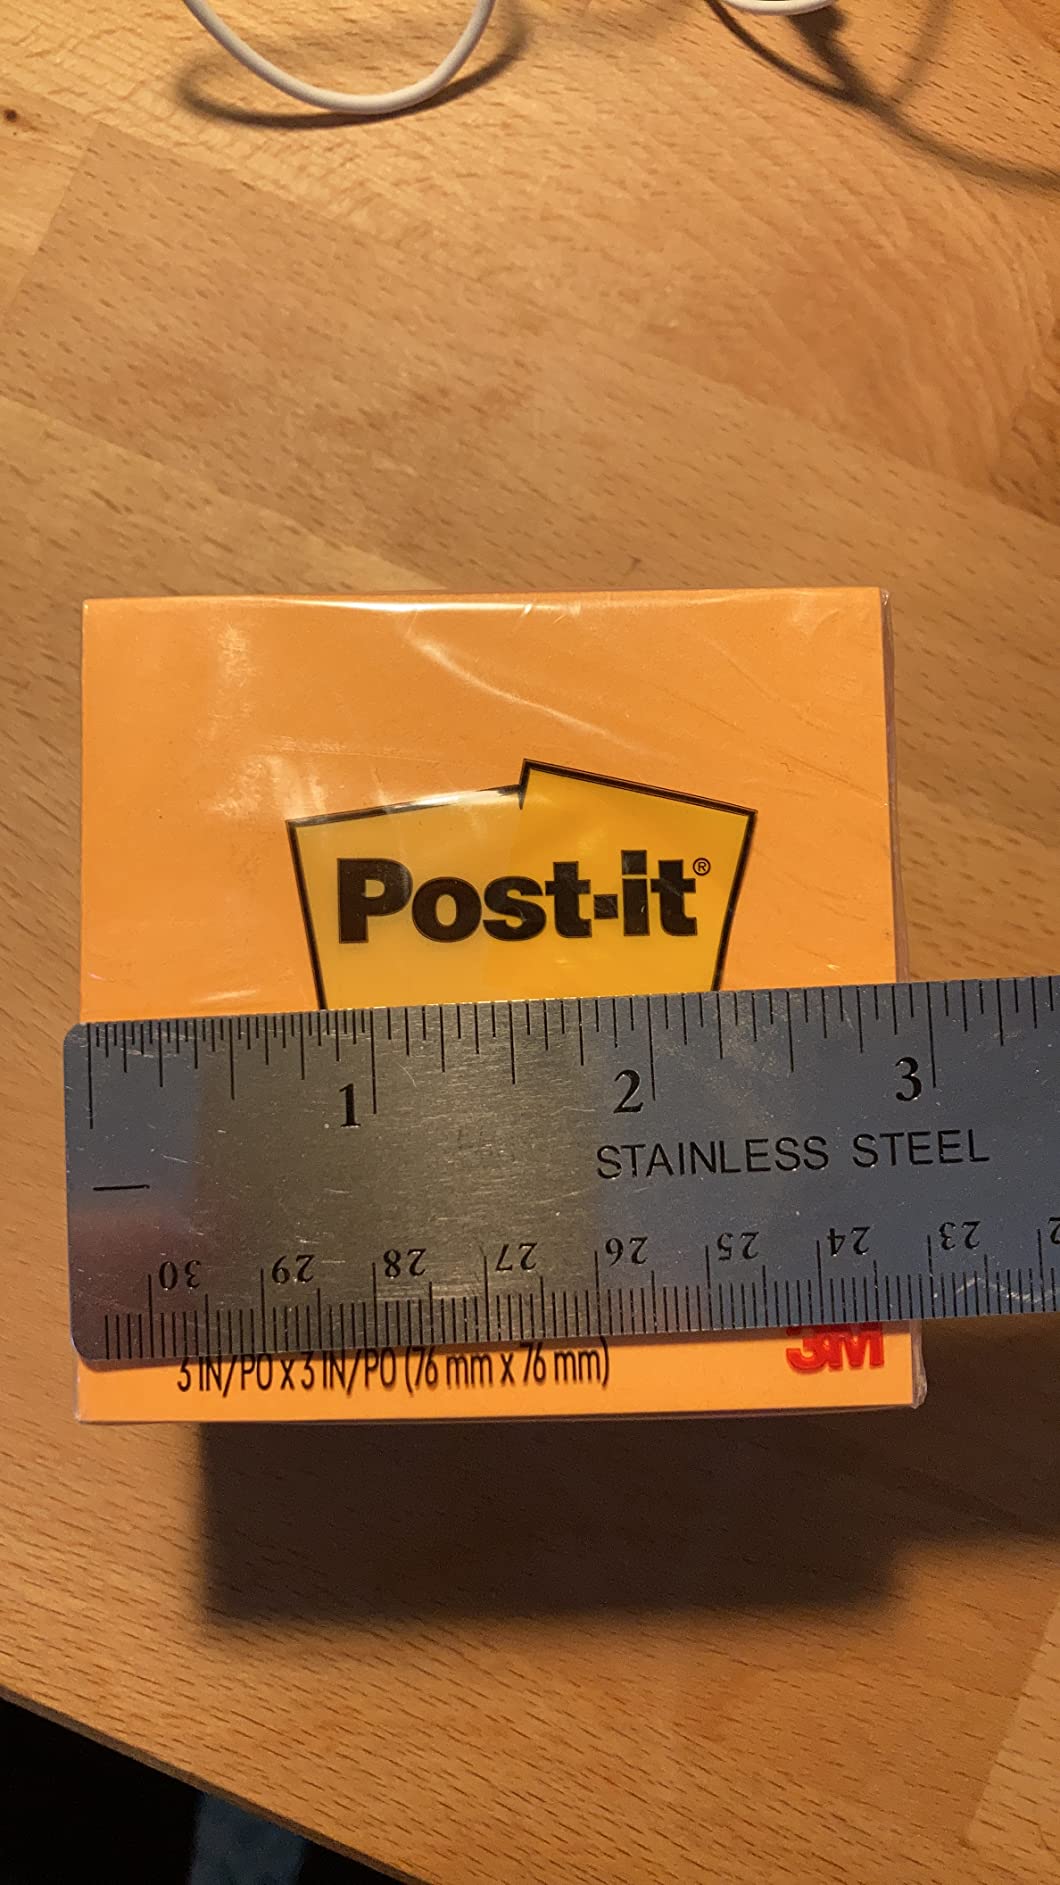 Post-it®
1 2 3
STAINLESS STEEL
30 29 28 27 26 25 24 23
3 IN/PO x 3 IN/PO (76 mm x 76 mm)
3M